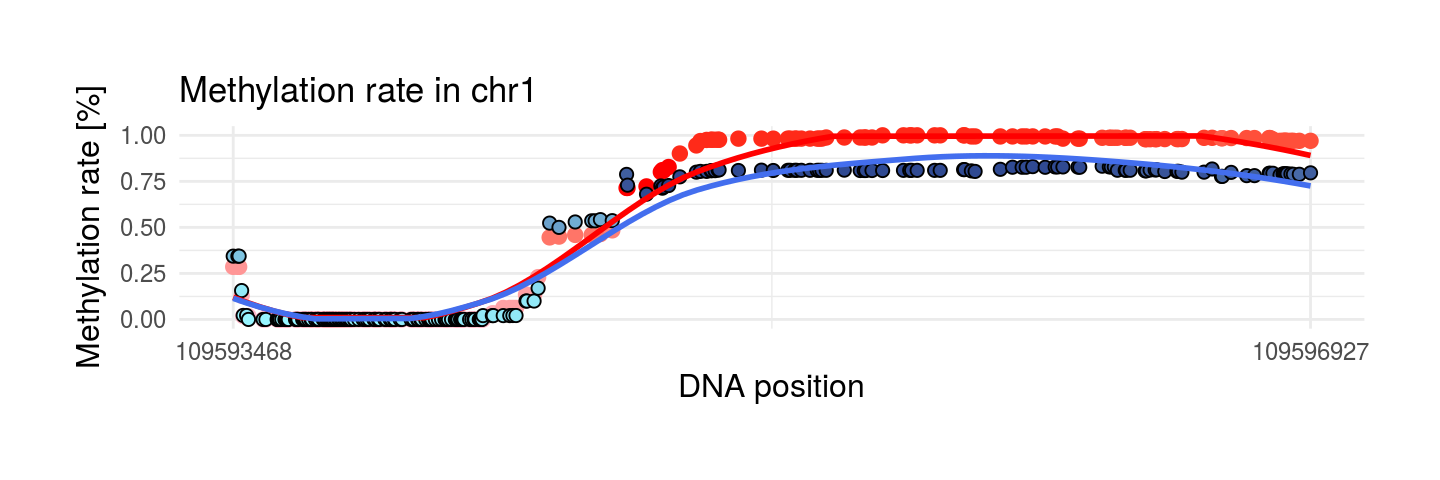 Methylation rate in chr1
Methylation rate [%]
1.00
0.75
0.50
0.25
0.00
109593468
109596927
DNA position